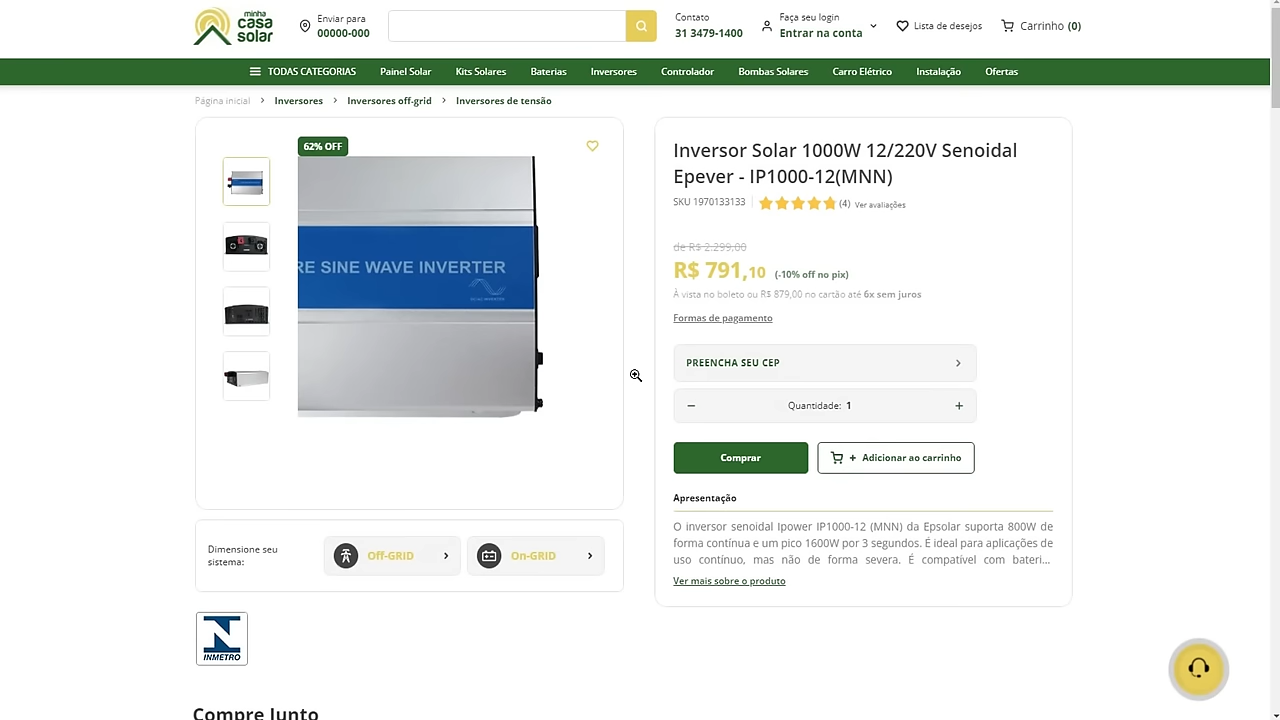 minha
casa
solar
Enviar para
00000-000
Contato
31 3479-1400
Faça seu login
Entrar na conta
Lista de desejos
Carrinho (0)
TODAS CATEGORIAS
Painel Solar
Kits Solares
Baterias
Inversores
Controlador
Bombas Solares
Carro Elétrico
Instalação
Ofertas
Página inicial > Inversores > Inversores off-grid > Inversores de tensão
62% OFF
RE SINE WAVE INVERTER
Inversor Solar 1000W 12/220V Senoidal
Epever - IP1000-12(MNN)
SKU 1970133133
(4) Ver avaliações
de R$ 2.299,00
R$ 791,10 (-10% off no pix)
À vista no boleto ou R$ 879,00 no cartão até 6x sem juros
Formas de pagamento
PREENCHA SEU CEP
− Quantidade: 1 +
Comprar
+ Adicionar ao carrinho
Apresentação
O inversor senoidal Ipower IP1000-12 (MNN) da Epsolar suporta 800W de
forma contínua e um pico 1600W por 3 segundos. É ideal para aplicações de
uso contínuo, mas não de forma severa. É compatível com bateri...
Ver mais sobre o produto
Dimensione seu
sistema:
Off-GRID
On-GRID
INMETRO
Compre Junto